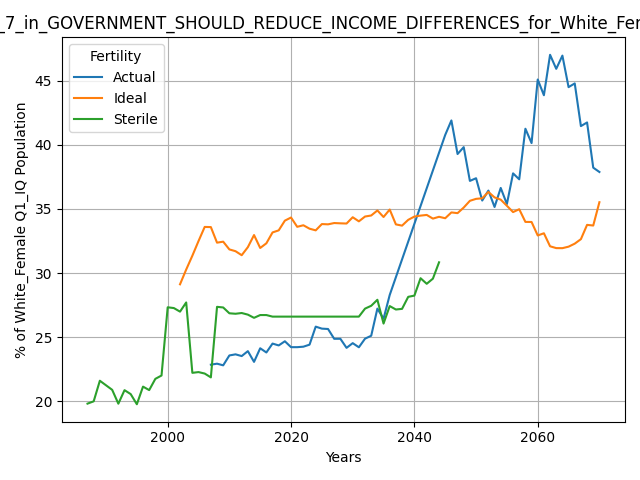 _7_in_GOVERNMENT_SHOULD_REDUCE_INCOME_DIFFERENCES_for_White_Fer
Fertility
Actual
Ideal
Sterile
% of White_Female Q1_IQ Population
45
40
35
30
25
20
2000
2020
2040
2060
Years